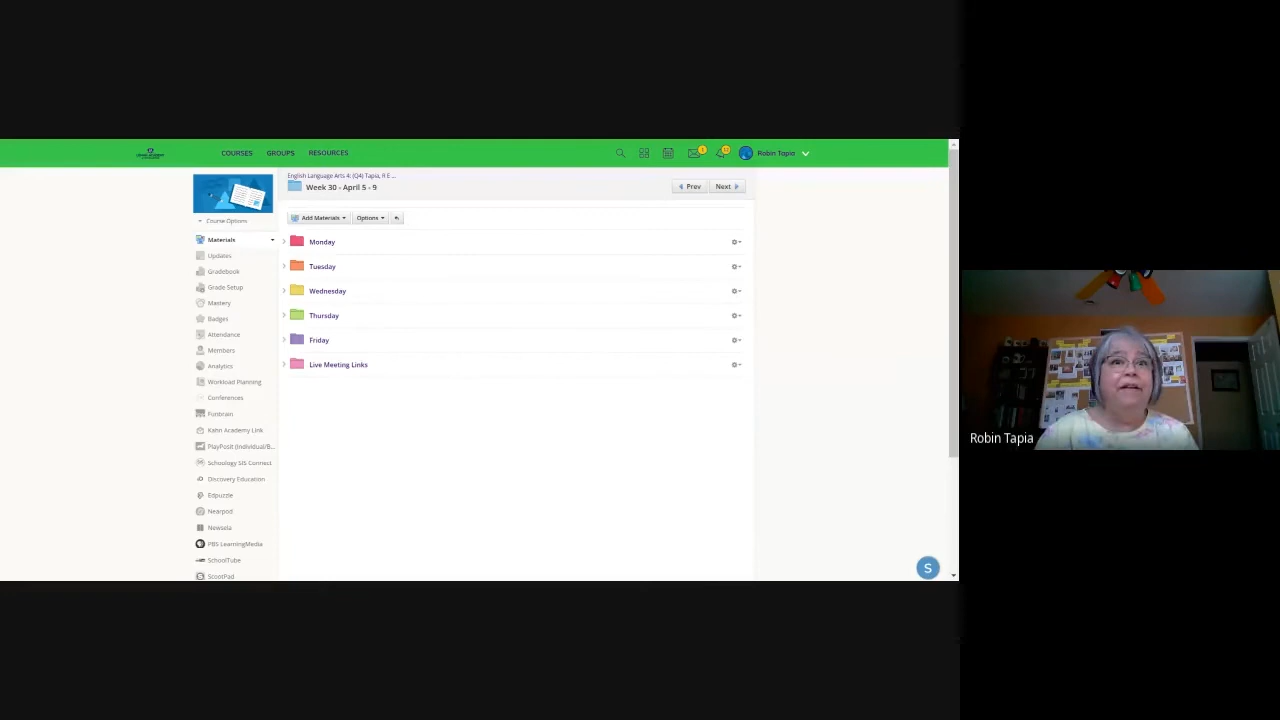 COURSES
GROUPS
RESOURCES
Robin Tapia
English Language Arts 4: (Q4) Tapia, R E ...
Week 30 - April 5 - 9
Prev
Next
Course Options
Add Materials
Options
Materials
Updates
Gradebook
Grade Setup
Mastery
Badges
Attendance
Members
Analytics
Workload Planning
Conferences
Funbrain
Kahn Academy Link
PlayPosit (Individual/B...
Schoology SIS Connect
Discovery Education
Edpuzzle
Nearpod
Newsela
PBS LearningMedia
SchoolTube
ScootPad
Monday
Tuesday
Wednesday
Thursday
Friday
Live Meeting Links
S
Robin Tapia